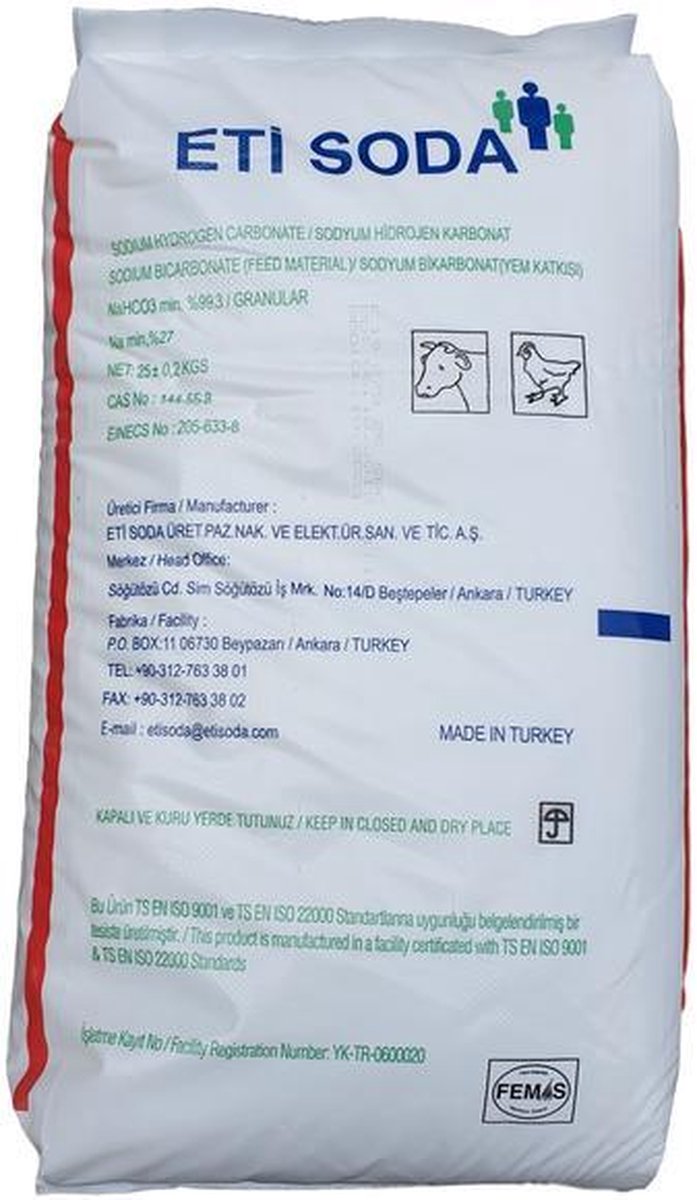 ETİ SODA
SODIUM HYDROGEN CARBONATE / SODYUM HİDROJEN KARBONAT
SODIUM BICARBONATE (FEED MATERIAL)/ SODYUM BİKARBONAT(YEM KATKISI)
NaHCO3 min. %99.3 / GRANULAR
Na min.%27
NET: 25± 0,2 KGS
CAS No : 144.55.8
EINECS No : 205-633-8
Üretici Firma / Manufacturer :
ETİ SODA ÜRET.PAZ.NAK. VE ELEKT.ÜR.SAN. VE TİC. A.Ş.
Merkez / Head Office:
Söğütözü Cd. Sim Söğütözü İş Mrk. No:14/D Beştepeler / Ankara / TURKEY
Fabrika / Facility :
P.O. BOX:11 06730 Beypazarı / Ankara / TURKEY
TEL: +90-312-763 38 01
FAX: +90-312-763 38 02
E-mail : etisoda@etisoda.com
MADE IN TURKEY
KAPALI VE KURU YERDE TUTUNUZ / KEEP IN CLOSED AND DRY PLACE
Bu Ürün TS EN ISO 9001 ve TS EN ISO 22000 Standartlarına uygunluğu belgelendirilmiş bir
tesiste üretilmiştir. / This product is manufactured in a facility certificated with TS EN ISO 9001
& TS EN ISO 22000 Standards
İşletme Kayıt No / Facility Registration Number: YK-TR-0600020
FEMAS